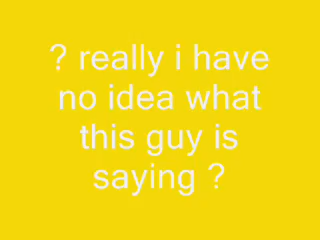 ? really i have
no idea what
this guy is
saying ?